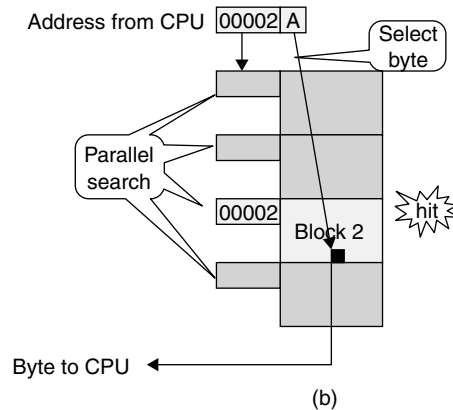 Address from CPU 00002 A
Select
byte
Parallel
search
00002
Block 2
hit
Byte to CPU
(b)